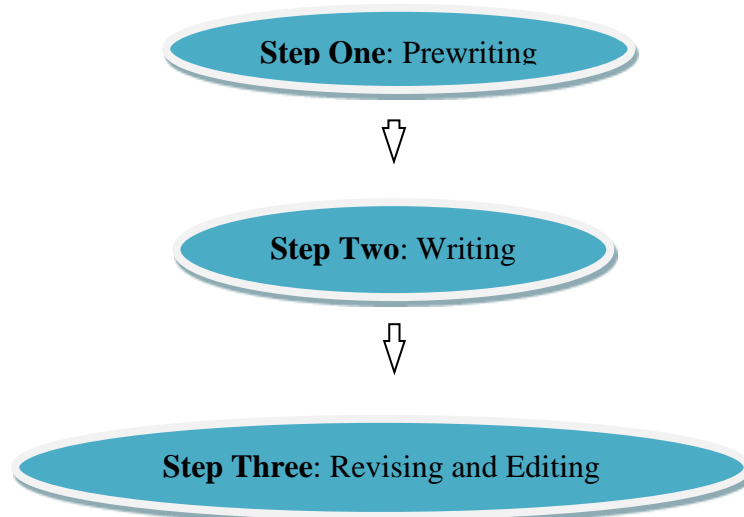 Step One: Prewriting
Step Two: Writing
Step Three: Revising and Editing